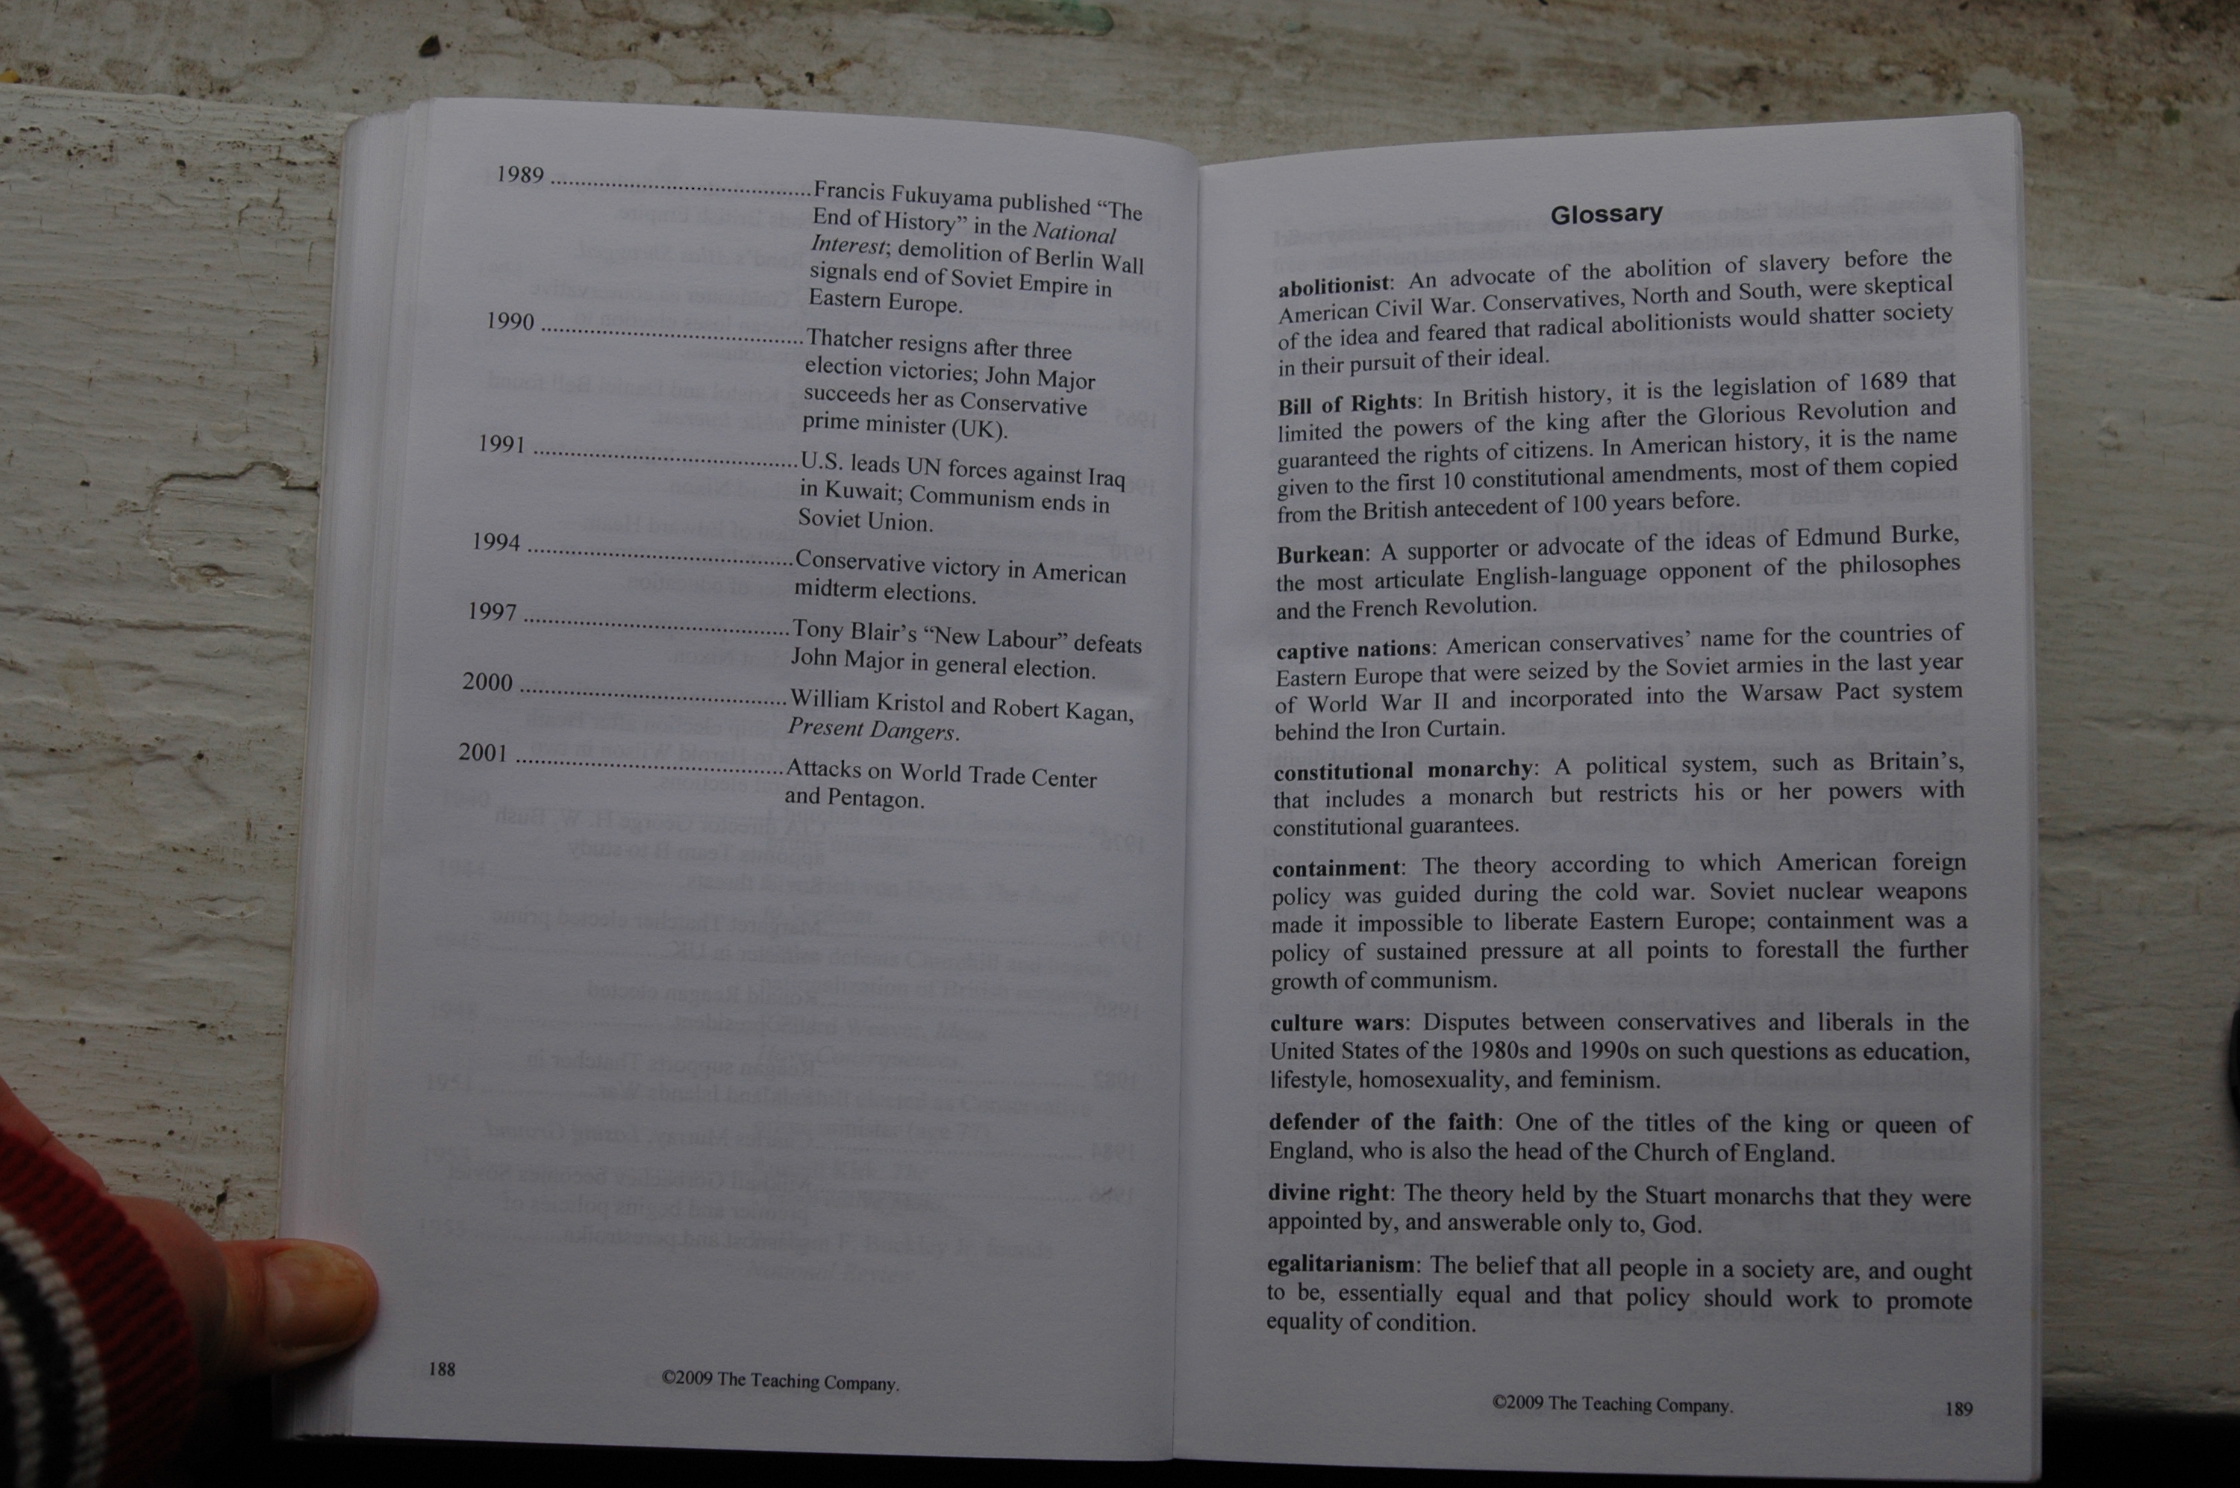 1989 ..........................................Francis Fukuyama published “The
End of History” in the National
Interest; demolition of Berlin Wall
signals end of Soviet Empire in
Eastern Europe.
1990 ..........................................Thatcher resigns after three
election victories; John Major
succeeds her as Conservative
prime minister (UK).
1991 ..........................................U.S. leads UN forces against Iraq
in Kuwait; Communism ends in
Soviet Union.
1994 ..........................................Conservative victory in American
midterm elections.
1997 ..........................................Tony Blair’s “New Labour” defeats
John Major in general election.
2000 ..........................................William Kristol and Robert Kagan,
Present Dangers.
2001 ..........................................Attacks on World Trade Center
and Pentagon.
188
©2009 The Teaching Company.
Glossary
abolitionist: An advocate of the abolition of slavery before the
American Civil War. Conservatives, North and South, were skeptical
of the idea and feared that radical abolitionists would shatter society
in their pursuit of their ideal.
Bill of Rights: In British history, it is the legislation of 1689 that
limited the powers of the king after the Glorious Revolution and
guaranteed the rights of citizens. In American history, it is the name
given to the first 10 constitutional amendments, most of them copied
from the British antecedent of 100 years before.
Burkean: A supporter or advocate of the ideas of Edmund Burke,
the most articulate English-language opponent of the philosophes
and the French Revolution.
captive nations: American conservatives’ name for the countries of
Eastern Europe that were seized by the Soviet armies in the last year
of World War II and incorporated into the Warsaw Pact system
behind the Iron Curtain.
constitutional monarchy: A political system, such as Britain’s,
that includes a monarch but restricts his or her powers with
constitutional guarantees.
containment: The theory according to which American foreign
policy was guided during the cold war. Soviet nuclear weapons
made it impossible to liberate Eastern Europe; containment was a
policy of sustained pressure at all points to forestall the further
growth of communism.
culture wars: Disputes between conservatives and liberals in the
United States of the 1980s and 1990s on such questions as education,
lifestyle, homosexuality, and feminism.
defender of the faith: One of the titles of the king or queen of
England, who is also the head of the Church of England.
divine right: The theory held by the Stuart monarchs that they were
appointed by, and answerable only to, God.
egalitarianism: The belief that all people in a society are, and ought
to be, essentially equal and that policy should work to promote
equality of condition.
©2009 The Teaching Company.
189